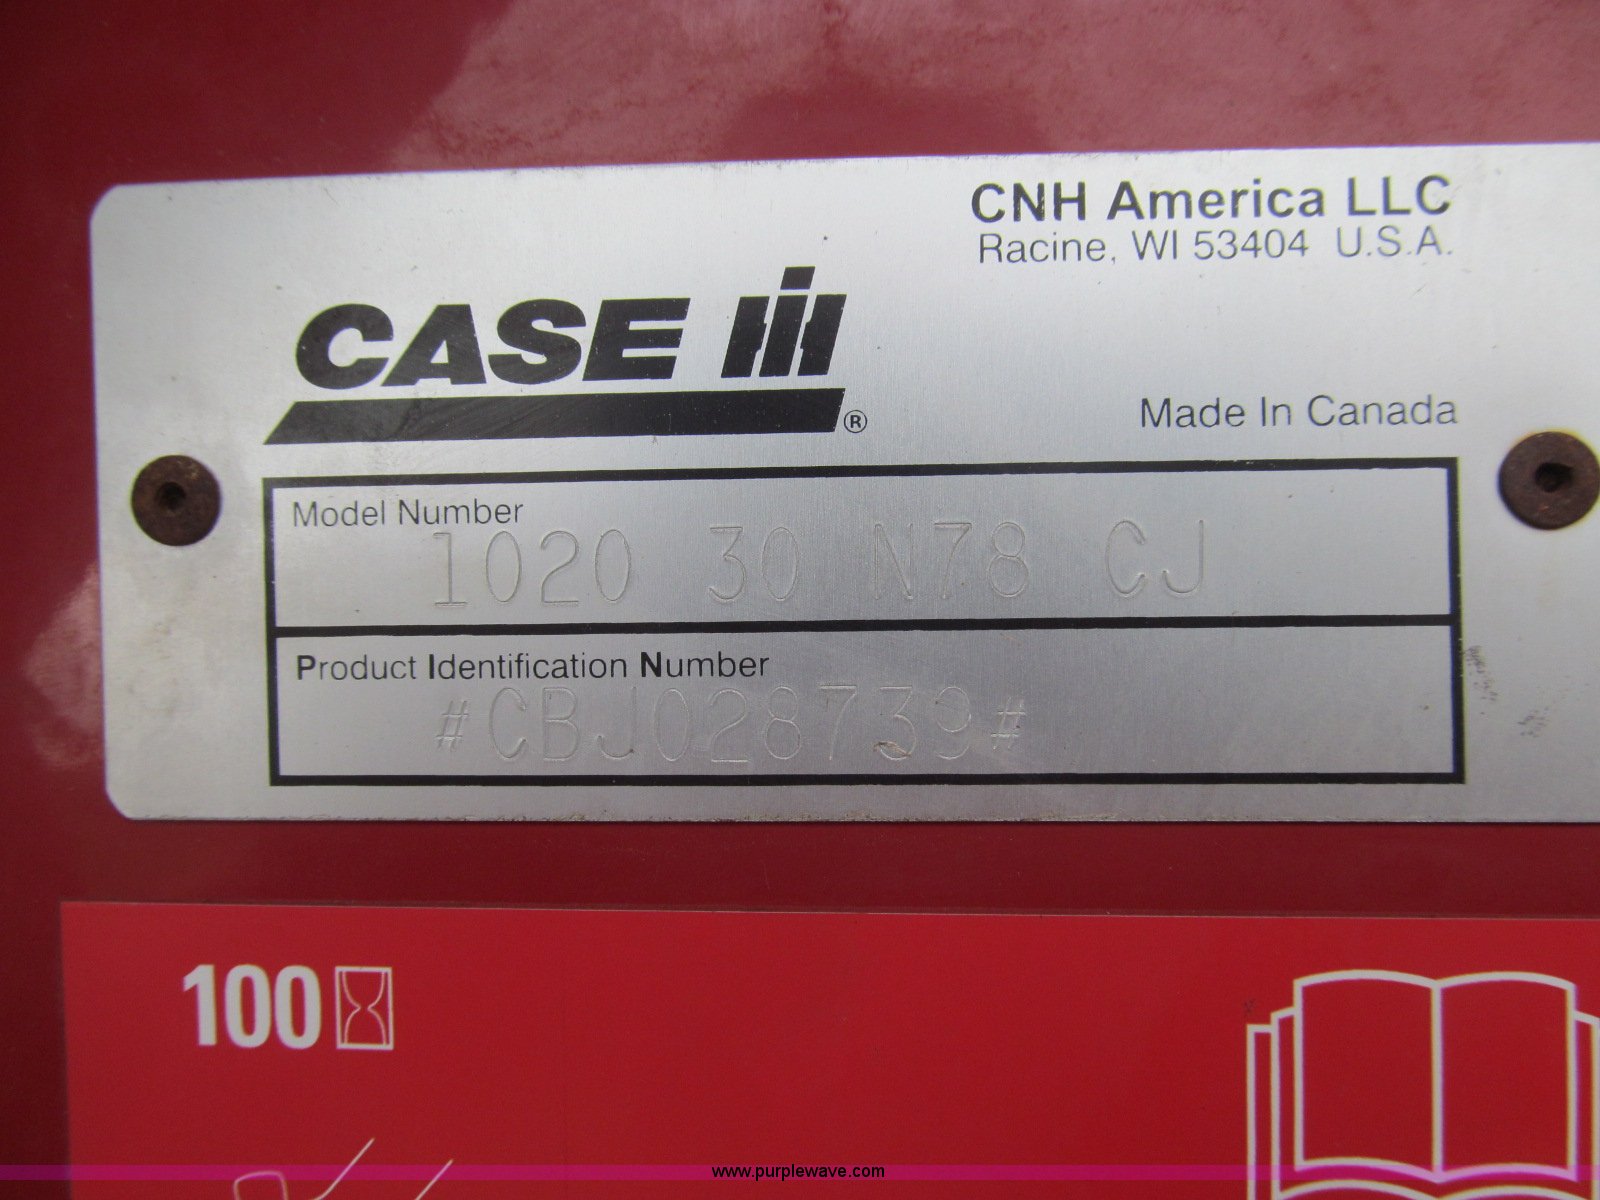 CNH America LLC
Racine, WI 53404 U.S.A.
CASE IH®
Made In Canada
Model Number
1020 30 N78 CJ
Product Identification Number
#CBJ028739#
100
www.purplewave.com